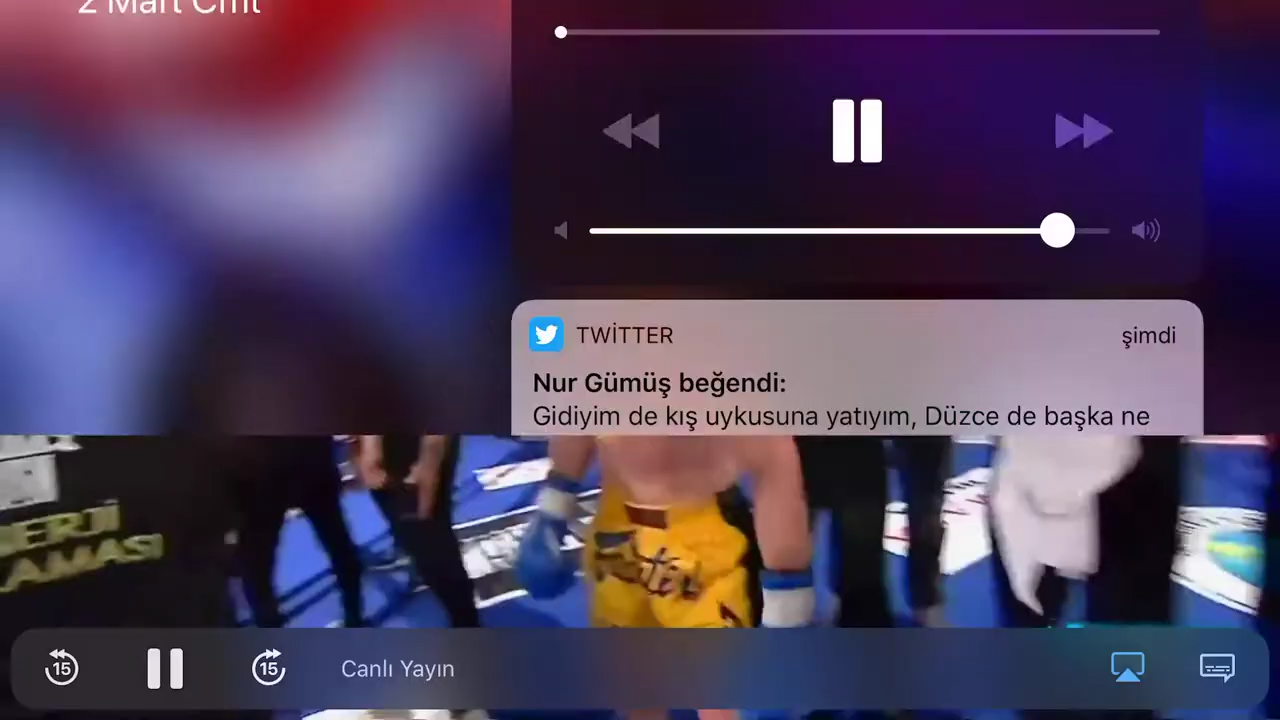 2 Mart Cmt
TWİTTER
şimdi
Nur Gümüş beğendi:
Gidiyim de kış uykusuna yatıyım, Düzce de başka ne
15
15
Canlı Yayın